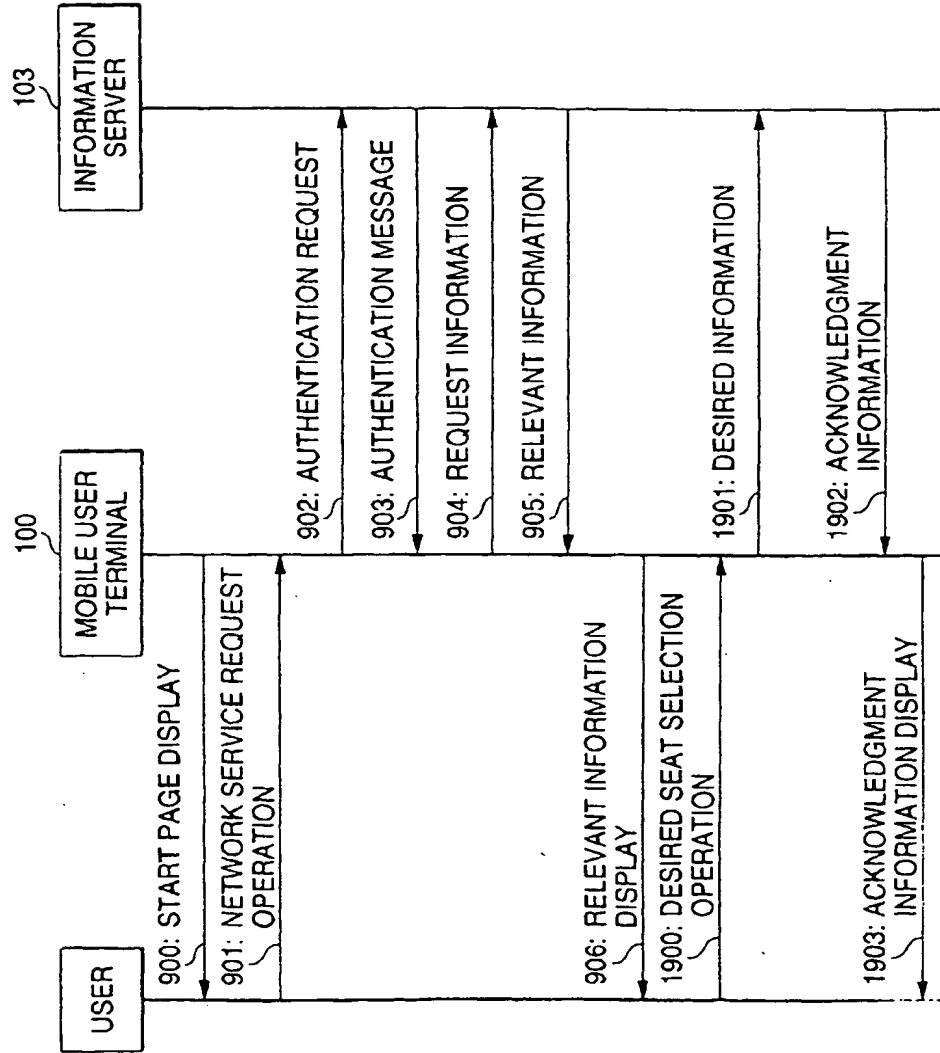 USER
100
MOBILE USER
TERMINAL
103
INFORMATION
SERVER
900: START PAGE DISPLAY
901: NETWORK SERVICE REQUEST
OPERATION
902: AUTHENTICATION REQUEST
903: AUTHENTICATION MESSAGE
904: REQUEST INFORMATION
905: RELEVANT INFORMATION
906: RELEVANT INFORMATION
DISPLAY
1900: DESIRED SEAT SELECTION
OPERATION
1901: DESIRED INFORMATION
1902: ACKNOWLEDGMENT
INFORMATION
1903: ACKNOWLEDGMENT
INFORMATION DISPLAY